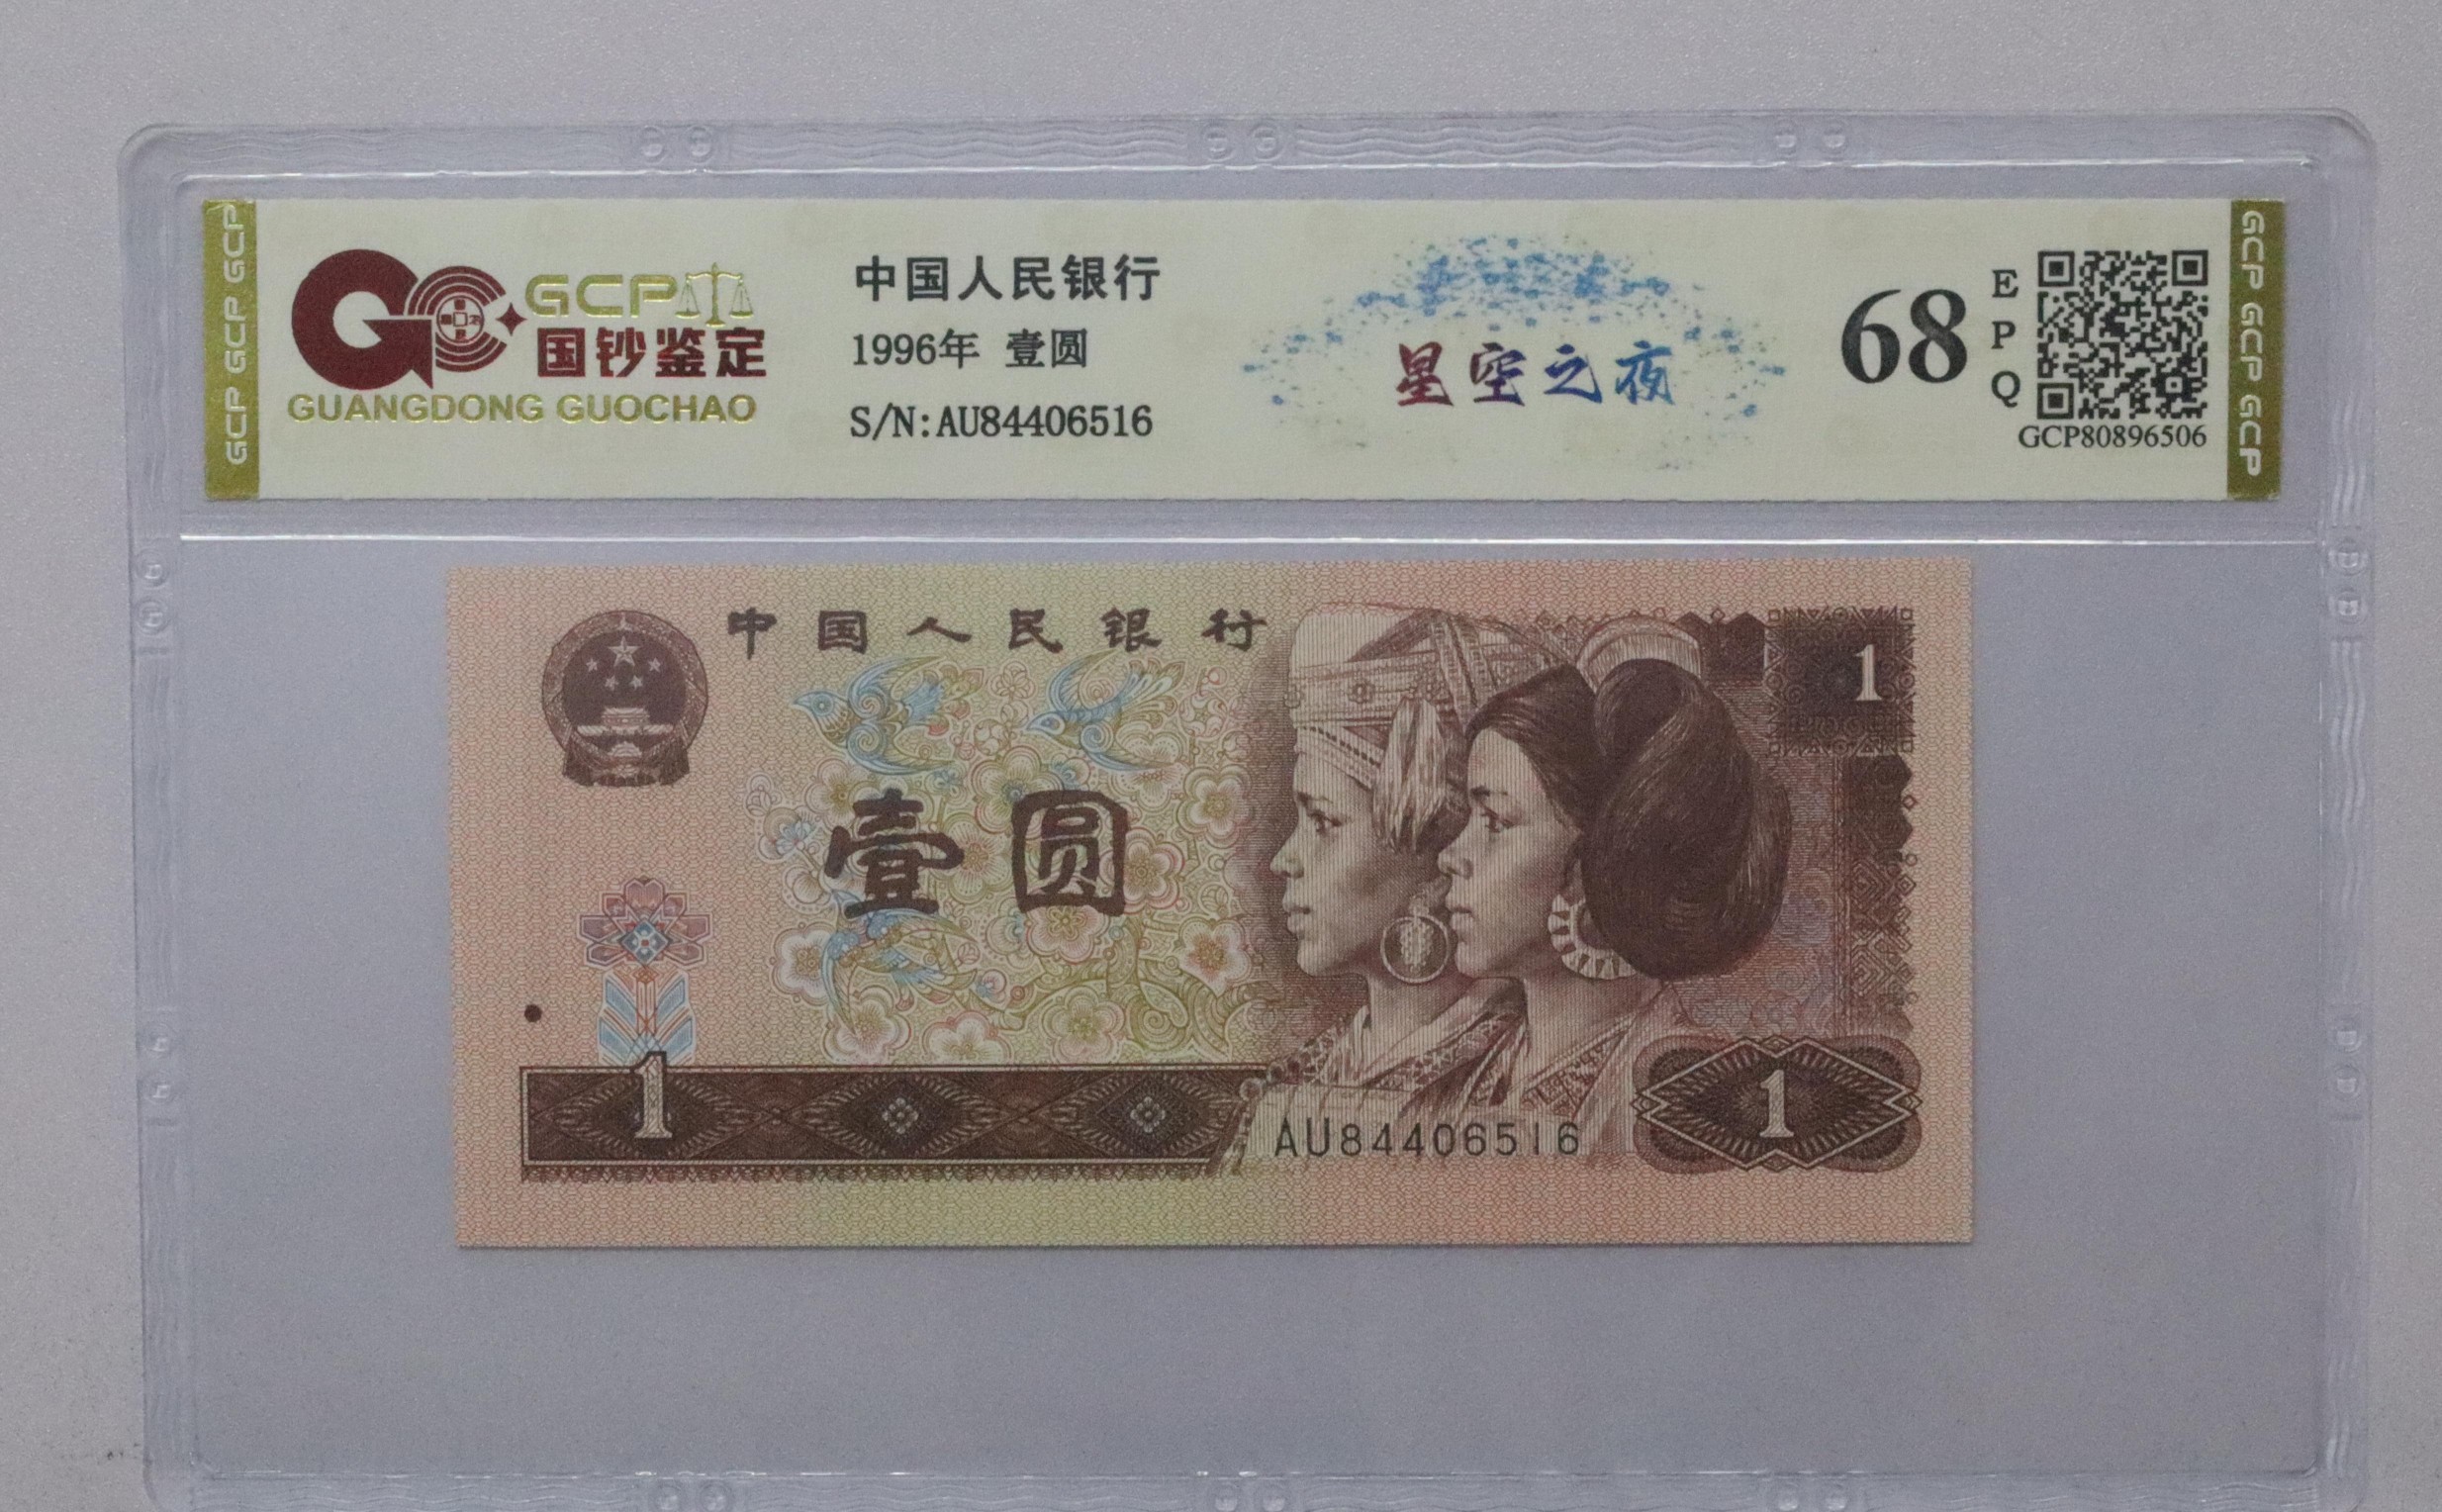 GCP GCP GCP
GCP
国钞鉴定
GUANGDONG GUOCHAO
中国人民银行
1996年 壹圆
S/N:AU84406516
星空之夜
68
E
P
Q
GCP80896506
GCP GCP GCP
中国人民银行
1
壹圆
1
AU84406516
1